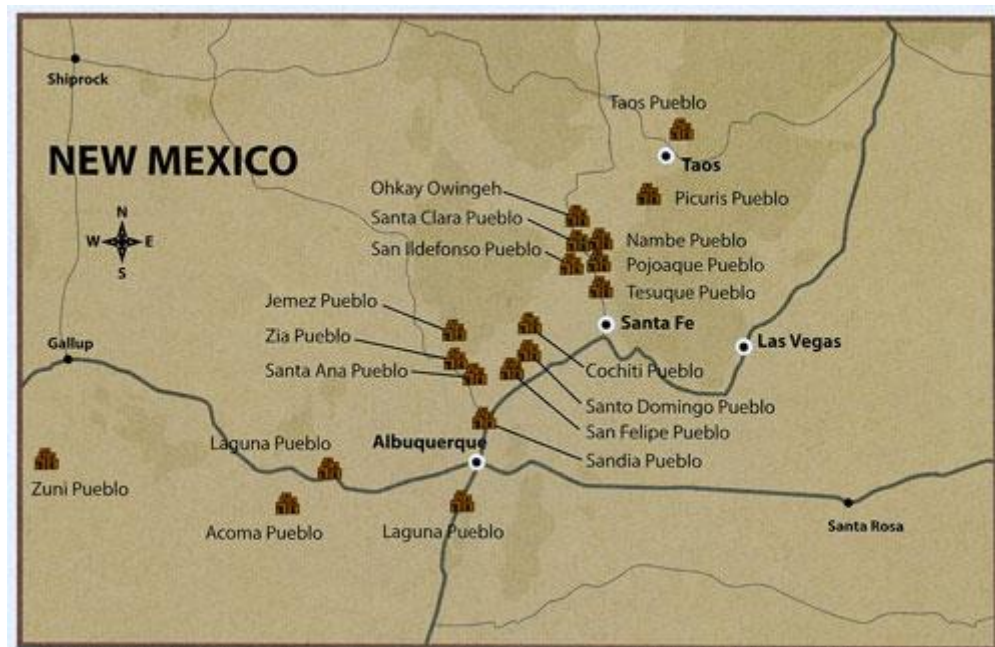 Shiprock
Taos Pueblo
NEW MEXICO
Taos
Ohkay Owingeh
Picuris Pueblo
Santa Clara Pueblo
N
W E
S
Nambe Pueblo
San Ildefonso Pueblo
Pojoaque Pueblo
Tesuque Pueblo
Jemez Pueblo
Santa Fe
Zia Pueblo
Las Vegas
Gallup
Santa Ana Pueblo
Cochiti Pueblo
Santo Domingo Pueblo
San Felipe Pueblo
Laguna Pueblo
Albuquerque
Sandia Pueblo
Zuni Pueblo
Acoma Pueblo
Laguna Pueblo
Santa Rosa